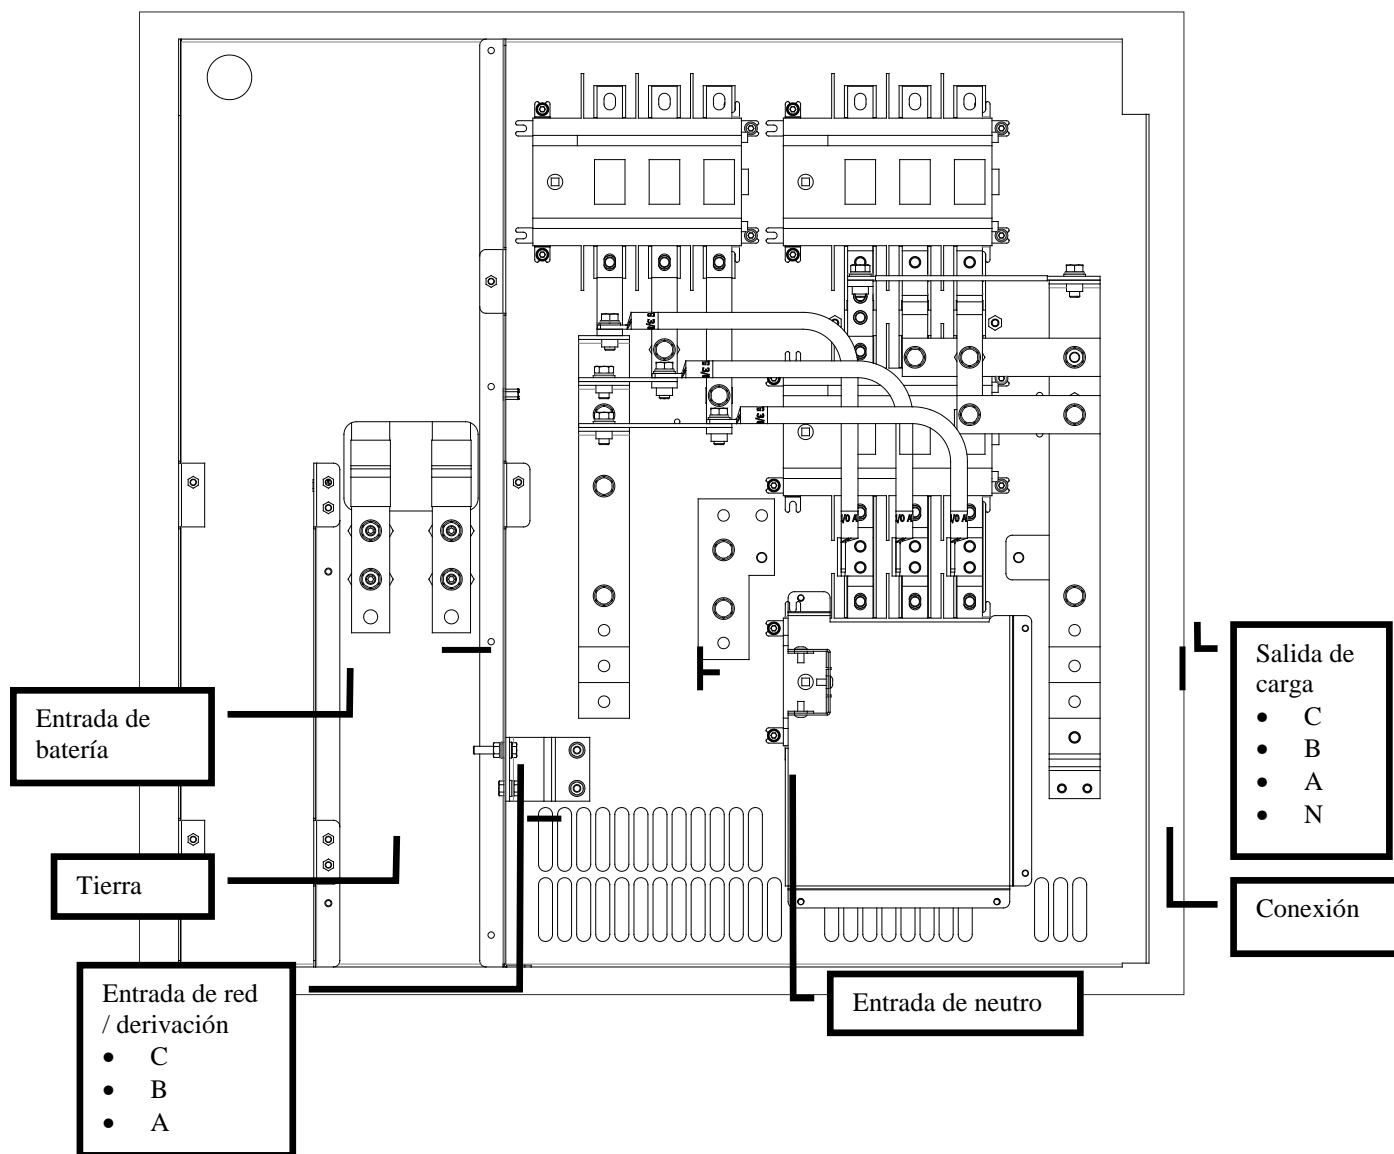 Entrada de
batería
Tierra
Entrada de red
/ derivación
• C
• B
• A
Entrada de neutro
Salida de
carga
• C
• B
• A
• N
Conexión